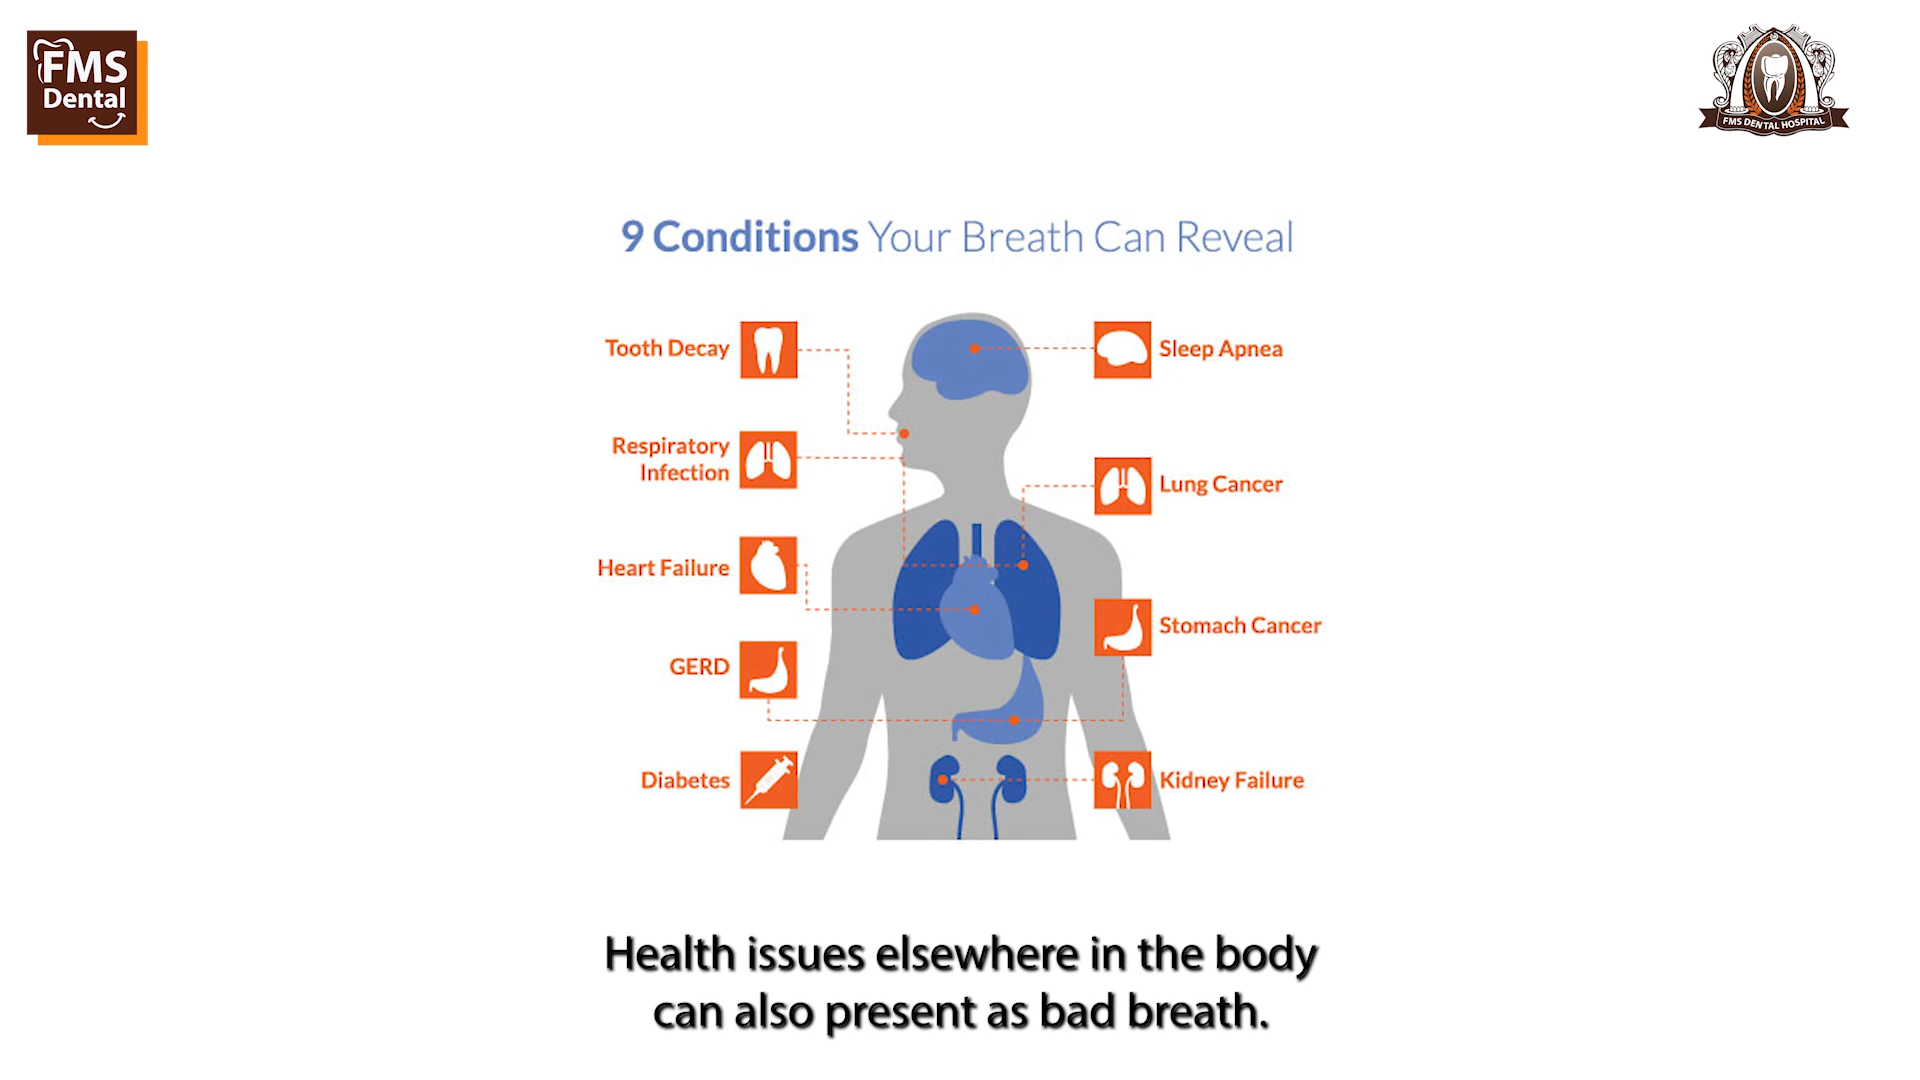 FMS
Dental
FMS DENTAL HOSPITAL
9 Conditions Your Breath Can Reveal
Tooth Decay
Respiratory
Infection
Heart Failure
GERD
Diabetes
Sleep Apnea
Lung Cancer
Stomach Cancer
Kidney Failure
Health issues elsewhere in the body
can also present as bad breath.